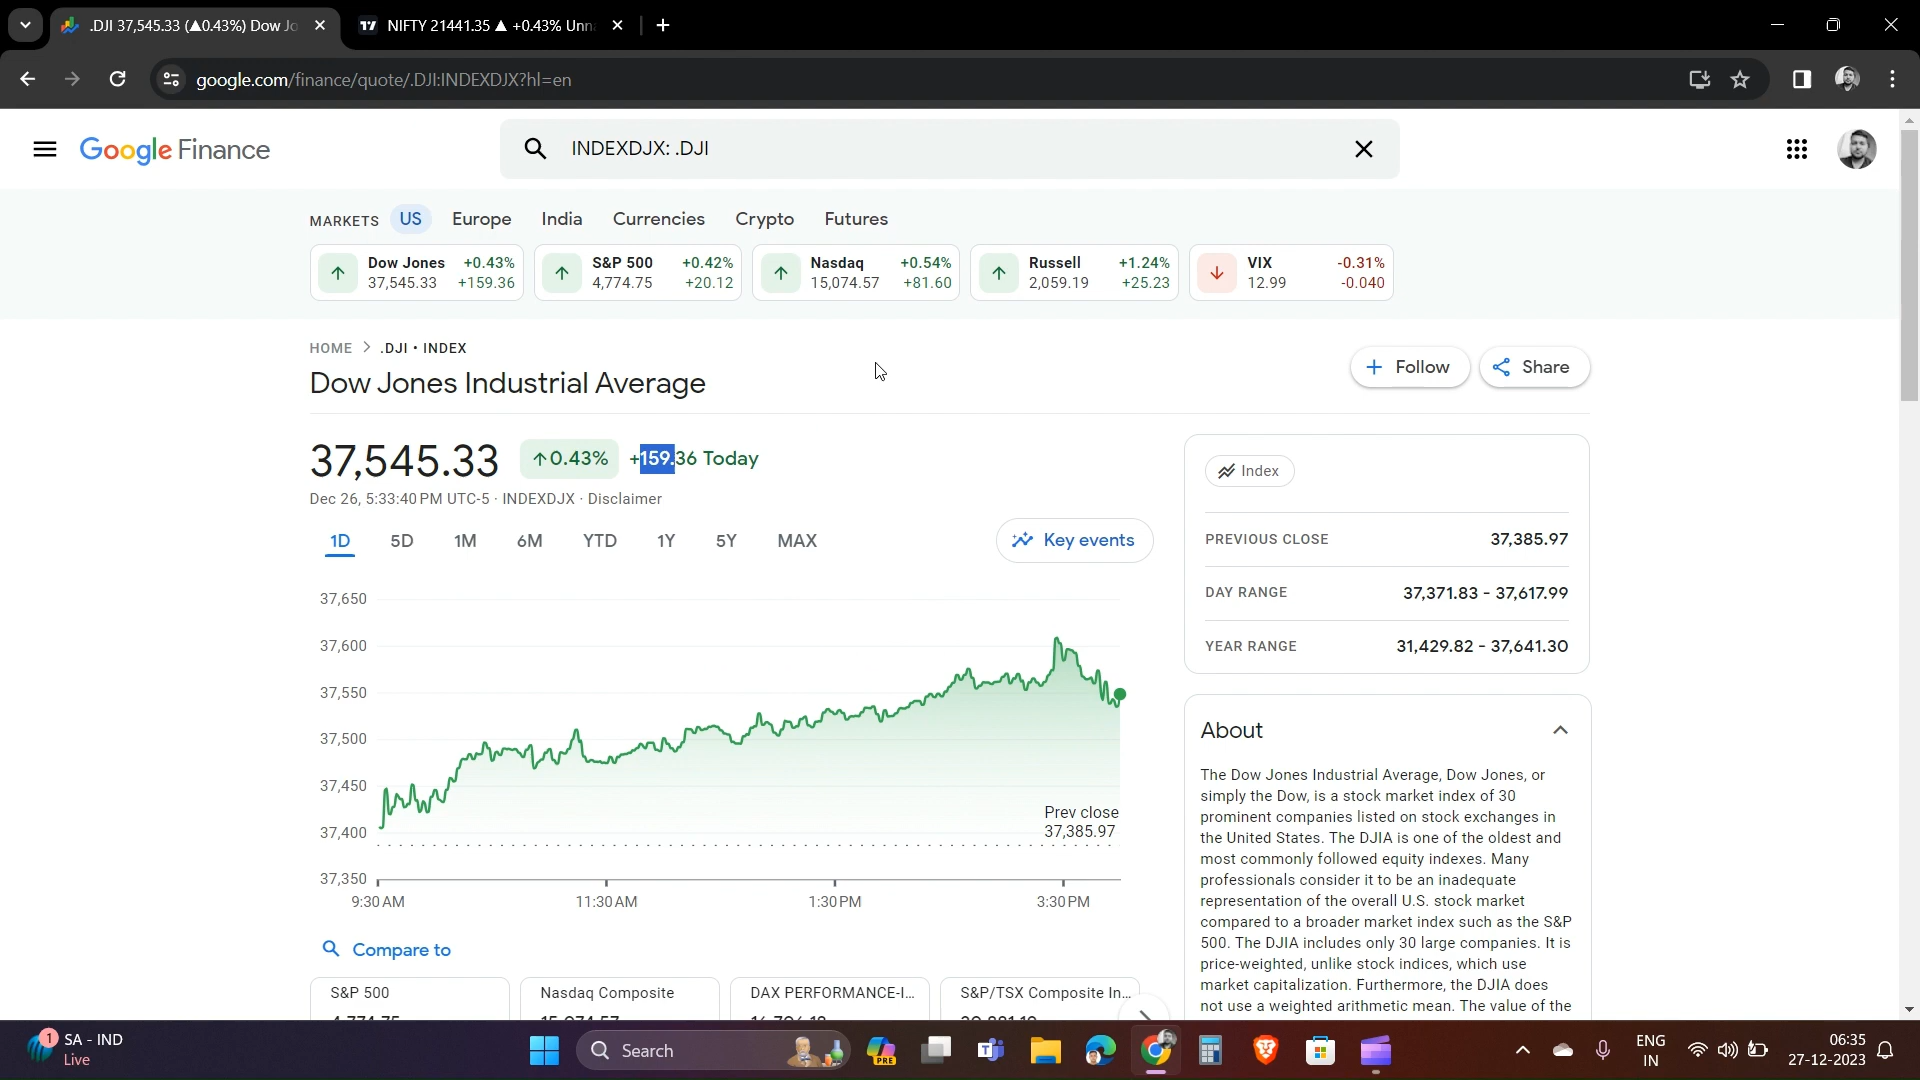 .DJI 37,545.33 (▲0.43%) Dow Jo
NIFTY 21441.35 ▲ +0.43% Unn
google.com/finance/quote/.DJI:INDEXDJX?hl=en
Google Finance
INDEXDJX: .DJI
MARKETS US Europe India Currencies Crypto Futures
Dow Jones +0.43%
37,545.33 +159.36
S&P 500 +0.42%
4,774.75 +20.12
Nasdaq +0.54%
15,074.57 +81.60
Russell +1.24%
2,059.19 +25.23
VIX -0.31%
12.99 -0.040
HOME > .DJI • INDEX
Dow Jones Industrial Average
+ Follow
Share
37,545.33 ↑0.43% +159.36 Today
Dec 26, 5:33:40 PM UTC-5 · INDEXDJX · Disclaimer
1D 5D 1M 6M YTD 1Y 5Y MAX
Key events
37,650
37,600
37,550
37,500
37,450
37,400
37,350
Prev close
37,385.97
9:30 AM 11:30 AM 1:30 PM 3:30 PM
Compare to
S&P 500
4,774.75
Nasdaq Composite
15,074.57
DAX PERFORMANCE-I...
S&P/TSX Composite In...
Index
PREVIOUS CLOSE 37,385.97
DAY RANGE 37,371.83 - 37,617.99
YEAR RANGE 31,429.82 - 37,641.30
About
The Dow Jones Industrial Average, Dow Jones, or
simply the Dow, is a stock market index of 30
prominent companies listed on stock exchanges in
the United States. The DJIA is one of the oldest and
most commonly followed equity indexes. Many
professionals consider it to be an inadequate
representation of the overall U.S. stock market
compared to a broader market index such as the S&P
500. The DJIA includes only 30 large companies. It is
price-weighted, unlike stock indices, which use
market capitalization. Furthermore, the DJIA does
not use a weighted arithmetic mean. The value of the
1
SA - IND
Live
Search
PRE
ENG
IN
06:35
27-12-2023